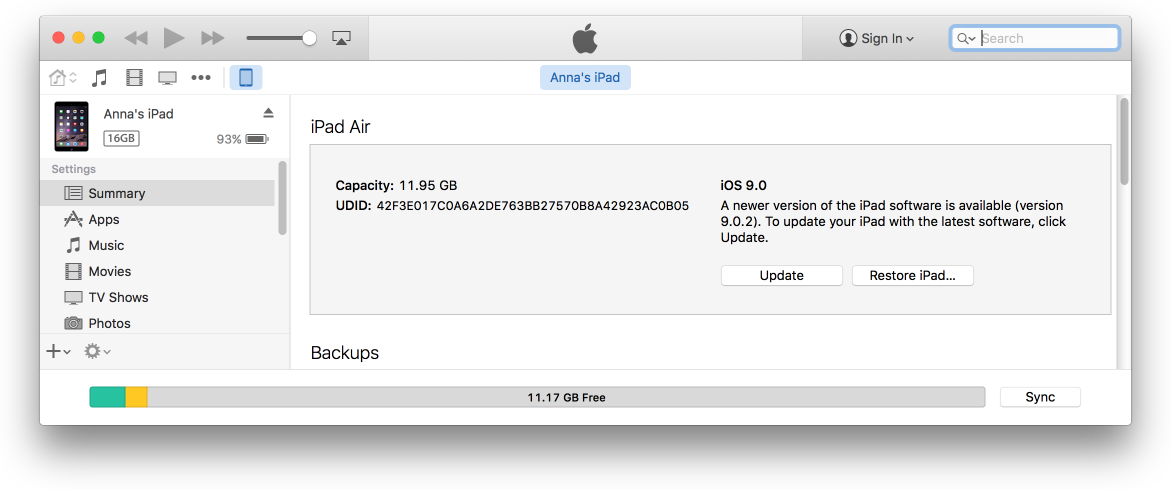 Sign In
Search
Anna's iPad
Anna's iPad
16GB
93%
Settings
Summary
Apps
Music
Movies
TV Shows
Photos
iPad Air
Capacity: 11.95 GB
UDID: 42F3E017C0A6A2DE763BB27570B8A42923AC0B05
iOS 9.0
A newer version of the iPad software is available (version
9.0.2). To update your iPad with the latest software, click
Update.
Update
Restore iPad...
Backups
11.17 GB Free
Sync